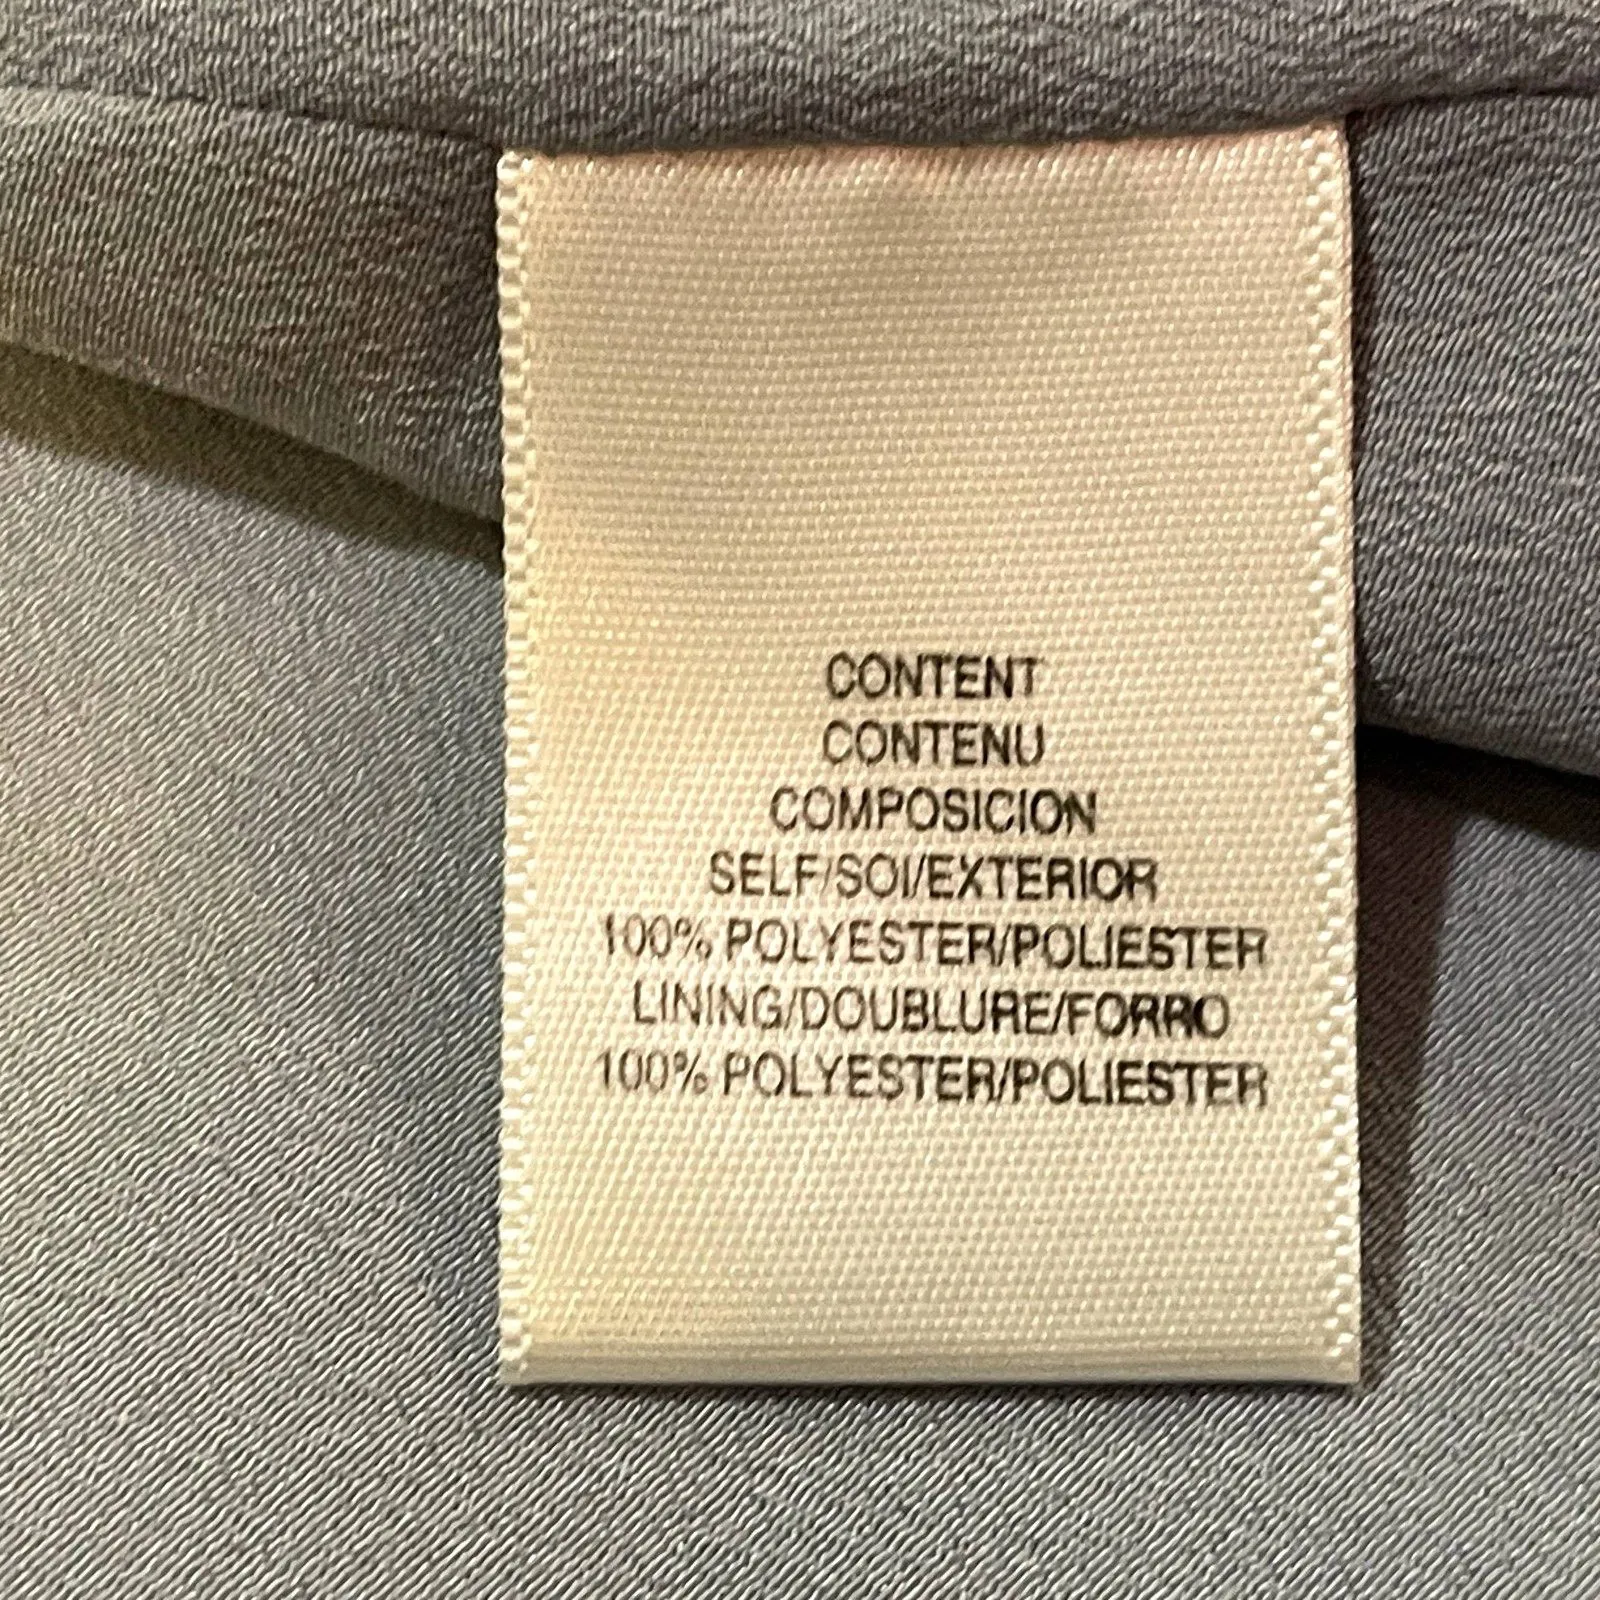 CONTENT
CONTENU
COMPOSICION
SELF/SOI/EXTERIOR
100% POLYESTER/POLIESTER
LINING/DOUBLURE/FORRO
100% POLYESTER/POLIESTER